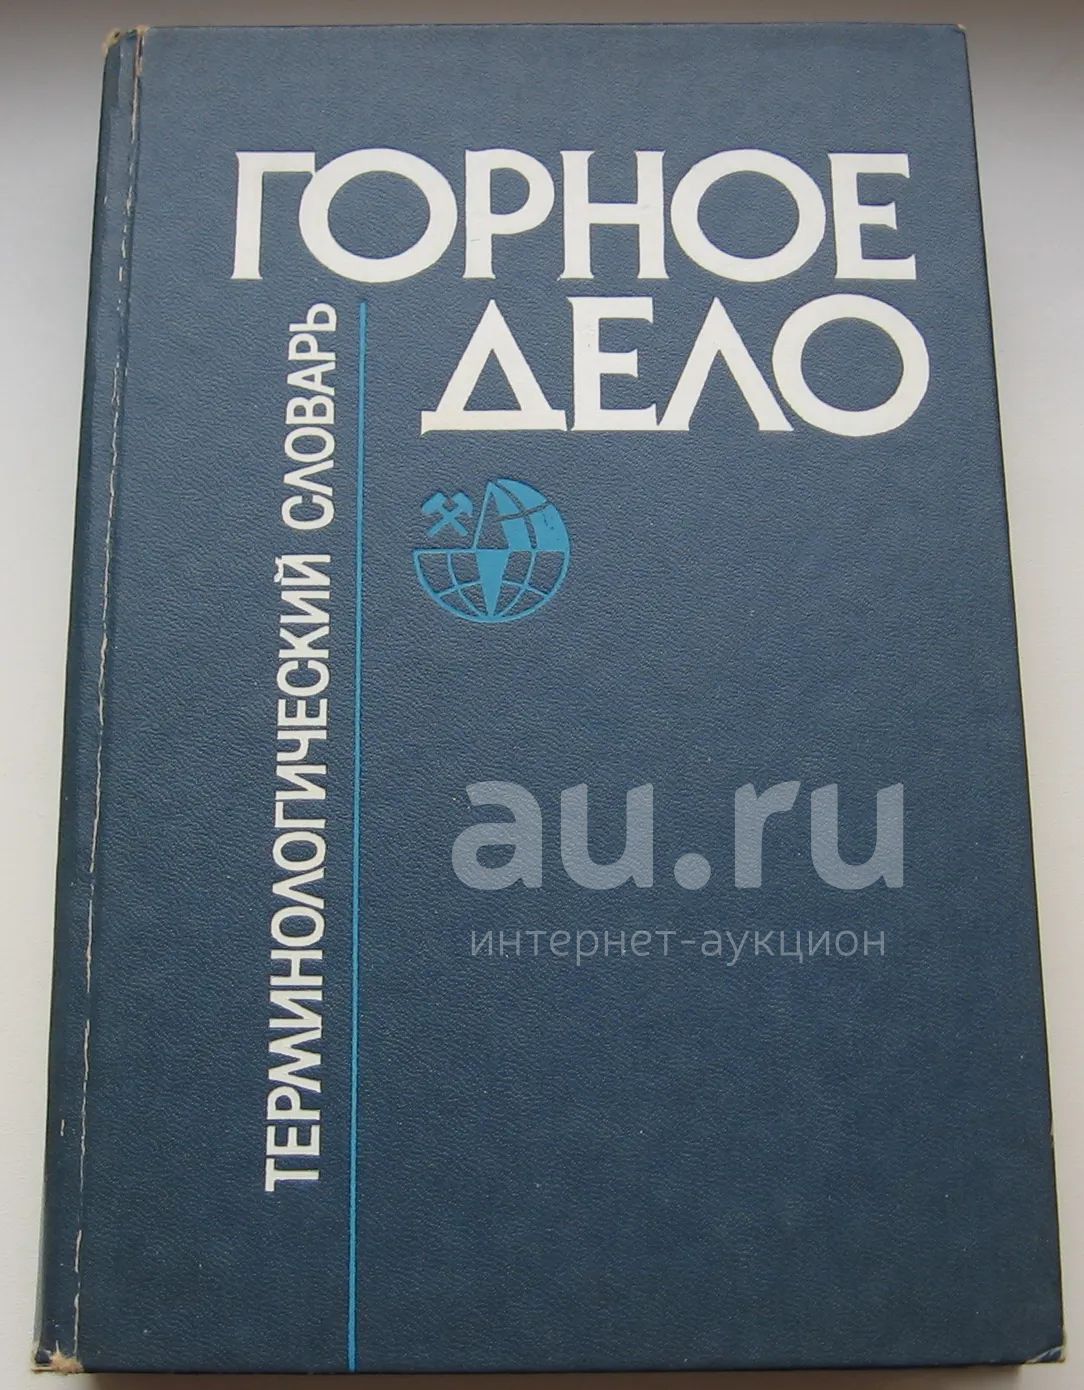 ГОРНОЕ
ДЕЛО
ТЕРМИНОЛОГИЧЕСКИЙ СЛОВАРЬ
au.ru
интернет-аукцион